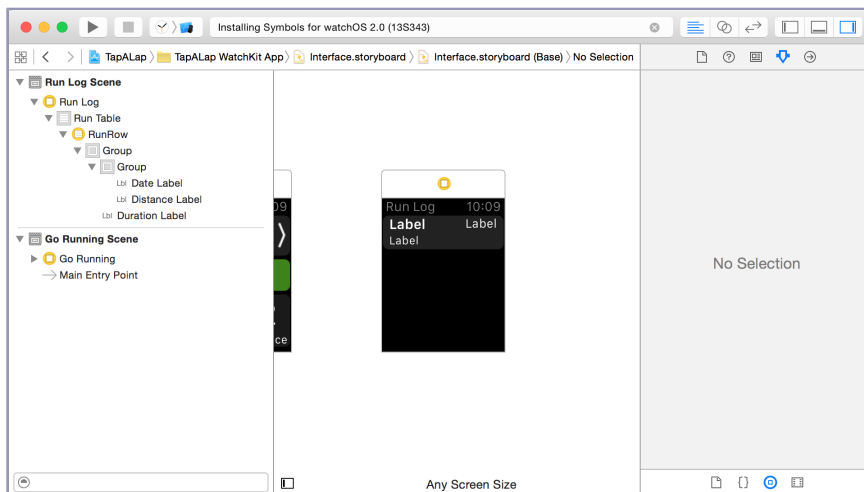 Installing Symbols for watchOS 2.0 (13S343)
TapALap
TapALap WatchKit App
Interface.storyboard
Interface.storyboard (Base)
No Selection
Run Log Scene
Run Log
Run Table
RunRow
Group
Group
Lbl Date Label
Lbl Distance Label
Lbl Duration Label
Go Running Scene
Go Running
Main Entry Point
09
ce
Run Log 10:09
Label Label
Label
Any Screen Size
No Selection